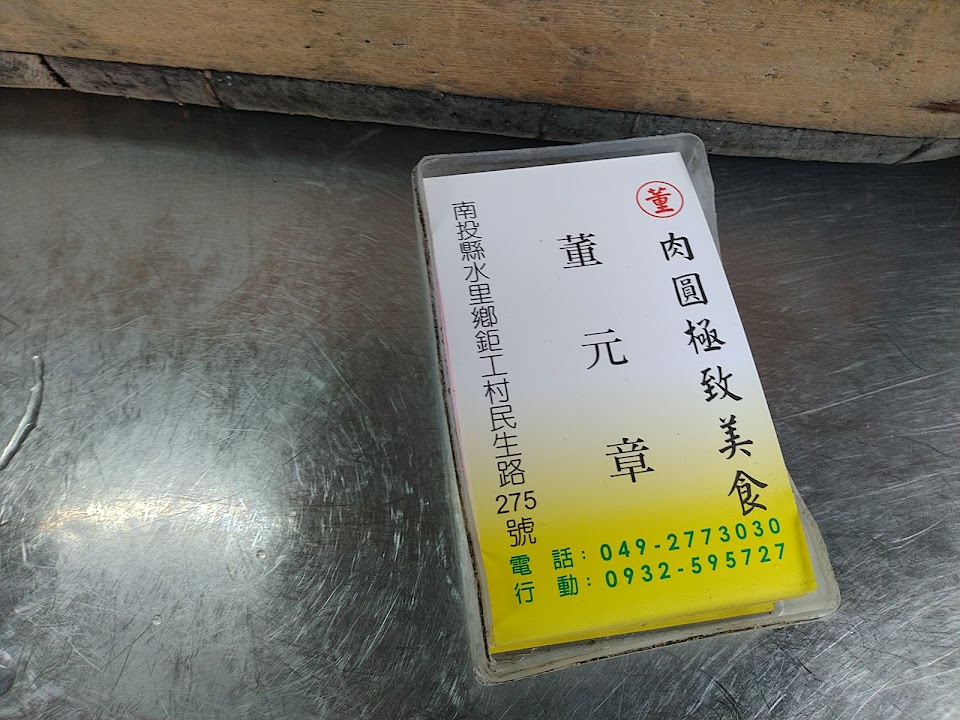 董
肉圓極致美食
董元章
南投縣水里鄉鉅工村民生路275號
電話:049-2773030
行動:0932-595727